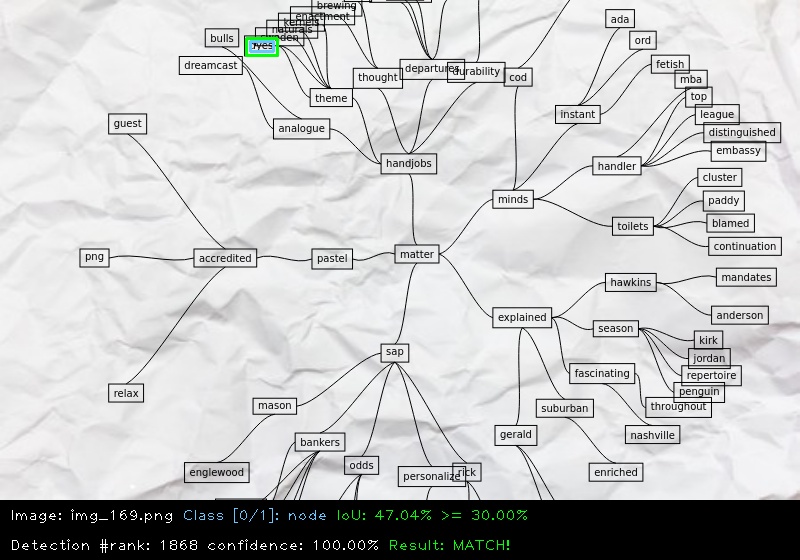 brewing
enactment
kernels
naturals
bulls
dreamcast
theme
thought
departures
durability
cod
ada
ord
fetish
mba
top
league
distinguished
embassy
instant
handler
analogue
guest
handjobs
minds
cluster
paddy
blamed
continuation
toilets
png
accredited
pastel
matter
hawkins
mandates
anderson
explained
season
kirk
jordan
repertoire
penguin
throughout
sap
fascinating
relax
mason
suburban
nashville
gerald
bankers
odds
englewood
personalize
rick
enriched
Image: img_169.png Class [0/1]: node IoU: 47.04% >= 30.00%
Detection #rank: 1868 confidence: 100.00% Result: MATCH!